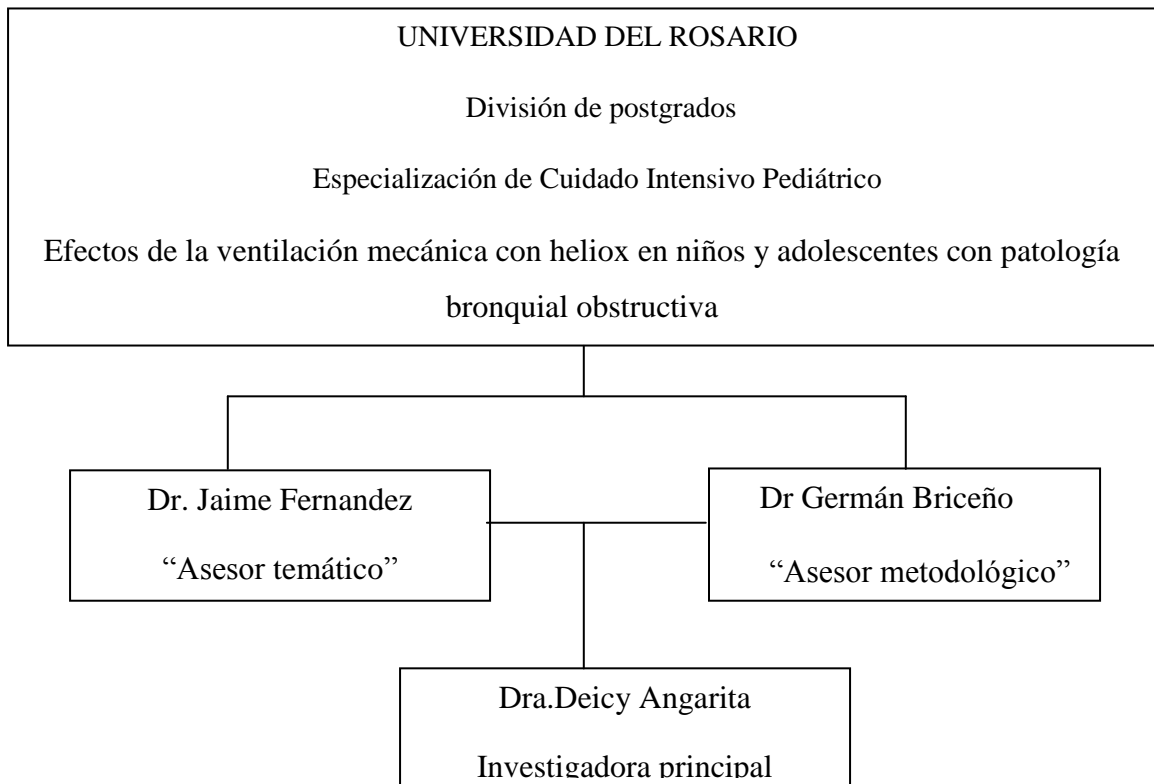 UNIVERSIDAD DEL ROSARIO
División de postgrados
Especialización de Cuidado Intensivo Pediátrico
Efectos de la ventilación mecánica con heliox en niños y adolescentes con patología
bronquial obstructiva
Dr. Jaime Fernandez
“Asesor temático”
Dr Germán Briceño
“Asesor metodológico”
Dra.Deicy Angarita
Investigadora principal